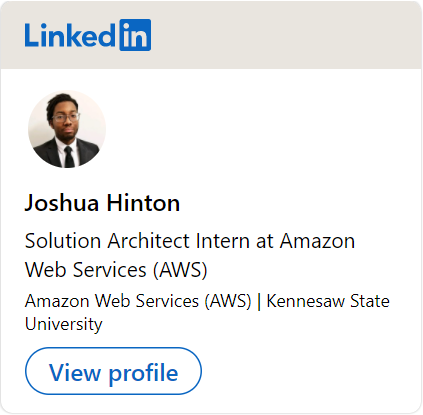 Linkedin
Joshua Hinton
Solution Architect Intern at Amazon
Web Services (AWS)
Amazon Web Services (AWS) | Kennesaw State
University
View profile